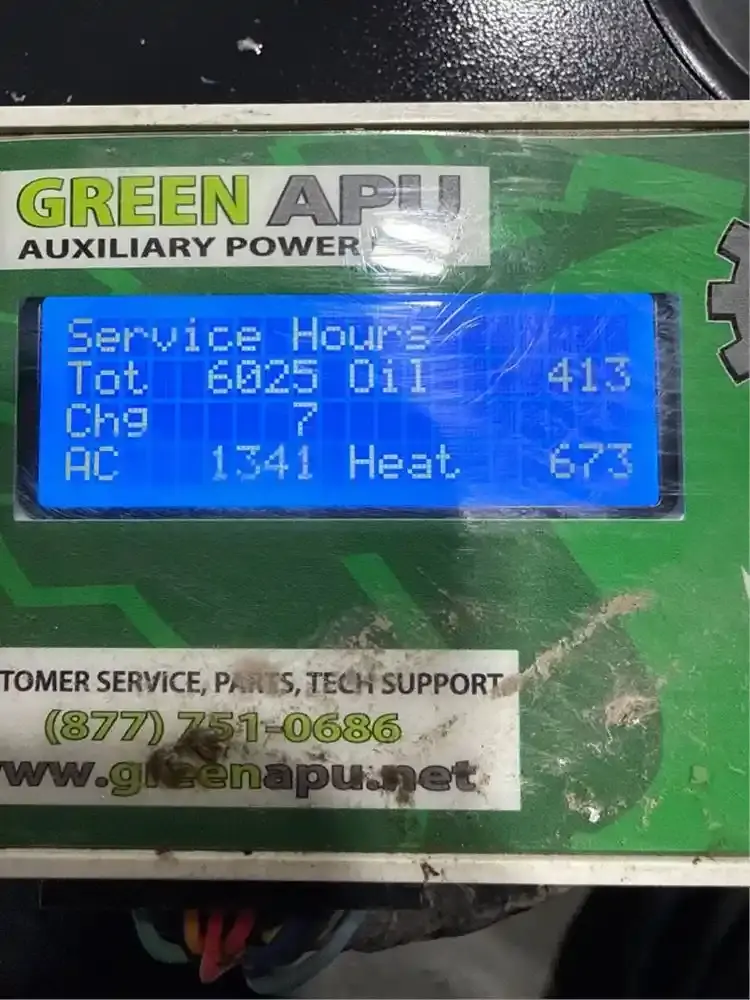 GREEN APU
AUXILIARY POWER
Service Hours
Tot 6025 Oil 413
Chg 7
AC 1341 Heat 673
TOMER SERVICE, PARTS, TECH SUPPORT
(877) 751-0686
www.greenapu.net